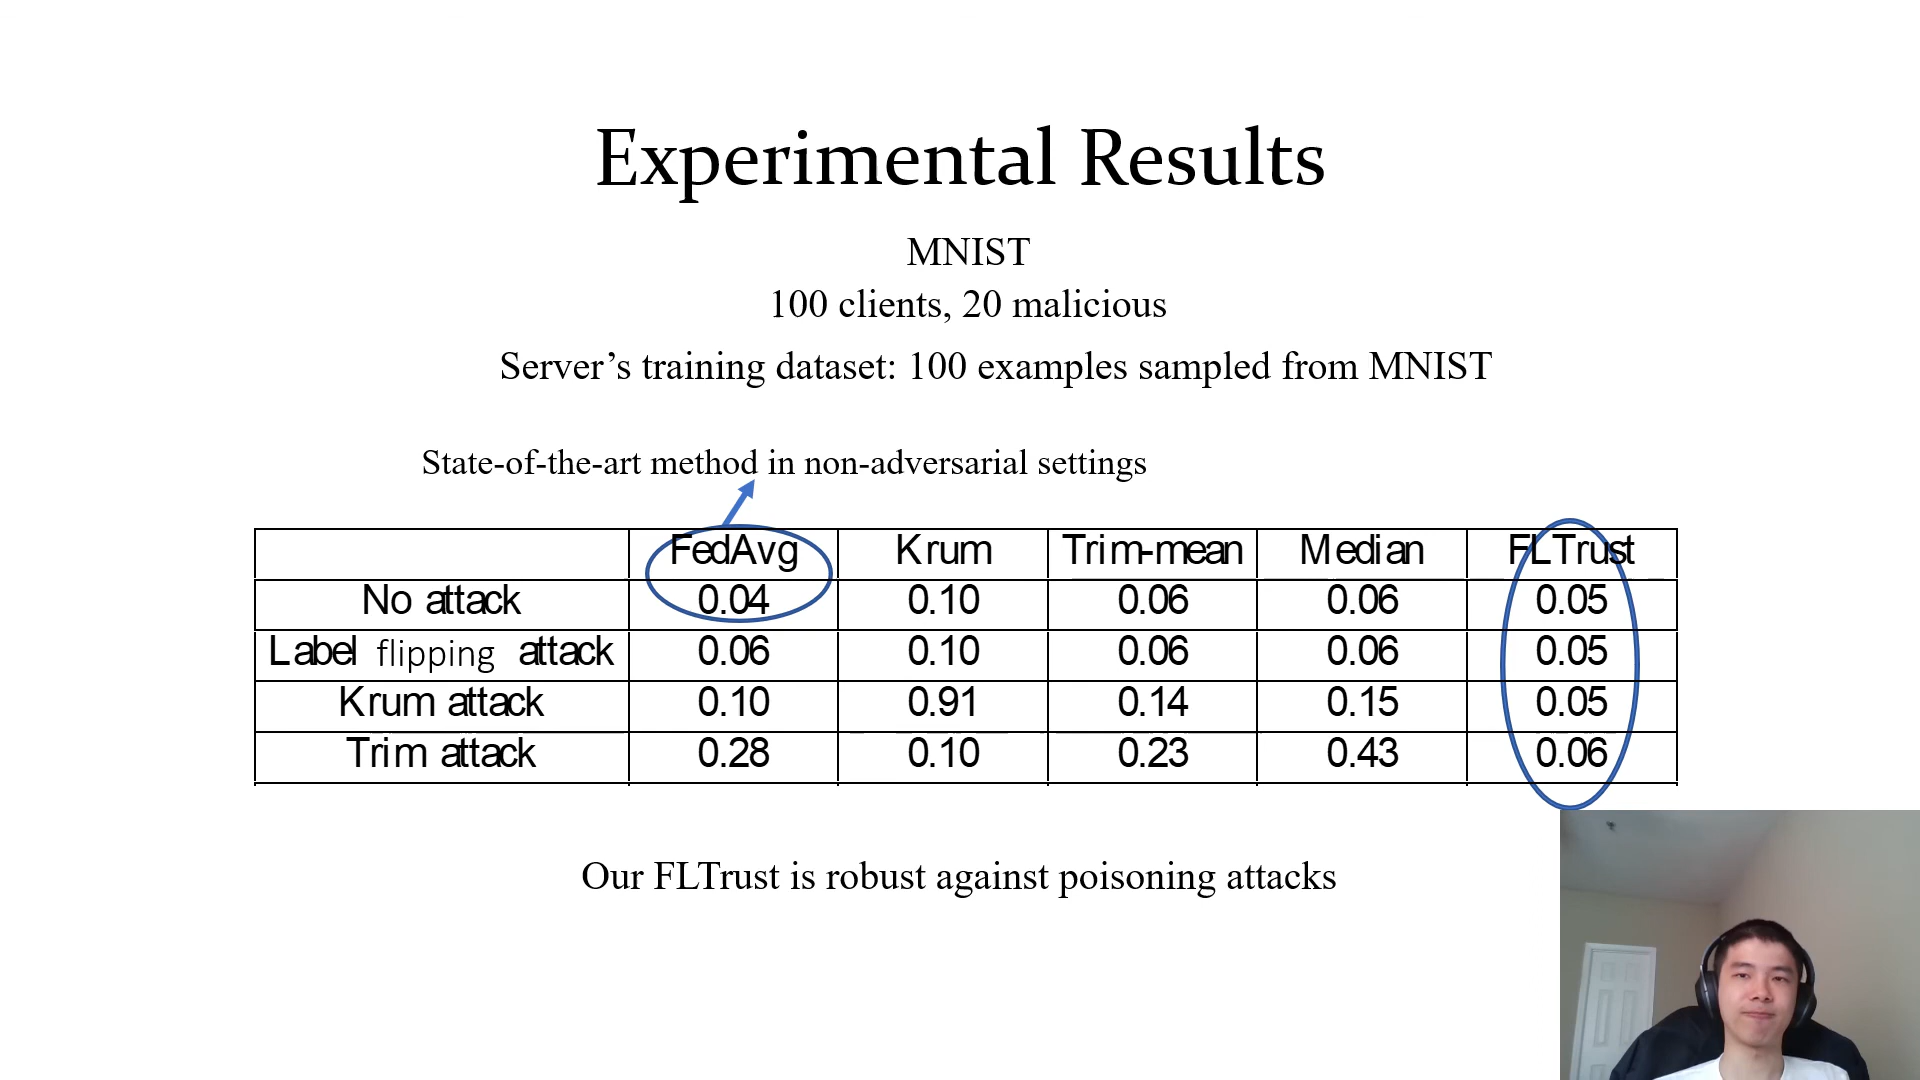 Experimental Results
MNIST
100 clients, 20 malicious
Server’s training dataset: 100 examples sampled from MNIST
State-of-the-art method in non-adversarial settings
FedAvg Krum Trim-mean Median FLTrust
No attack 0.04 0.10 0.06 0.06 0.05
Label flipping attack 0.06 0.10 0.06 0.06 0.05
Krum attack 0.10 0.91 0.14 0.15 0.05
Trim attack 0.28 0.10 0.23 0.43 0.06
Our FLTrust is robust against poisoning attacks